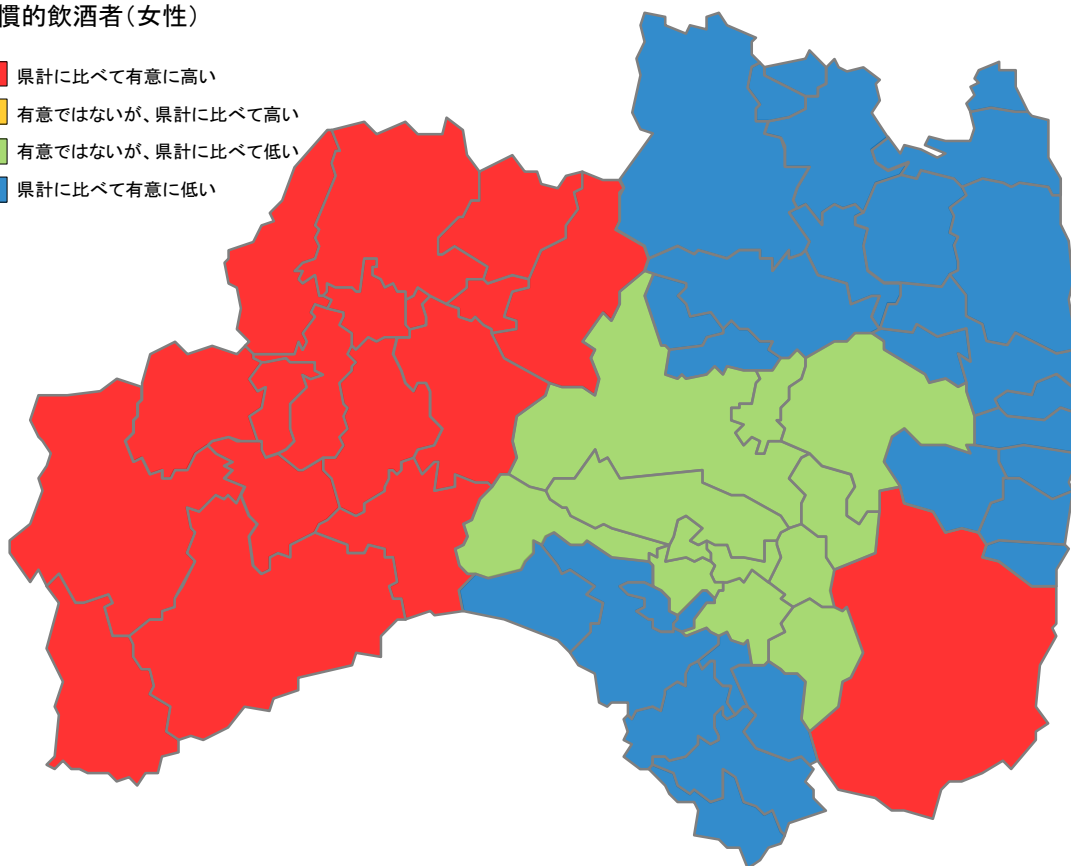 慣的飲酒者（女性）
県計に比べて有意に高い
有意ではないが、県計に比べて高い
有意ではないが、県計に比べて低い
県計に比べて有意に低い